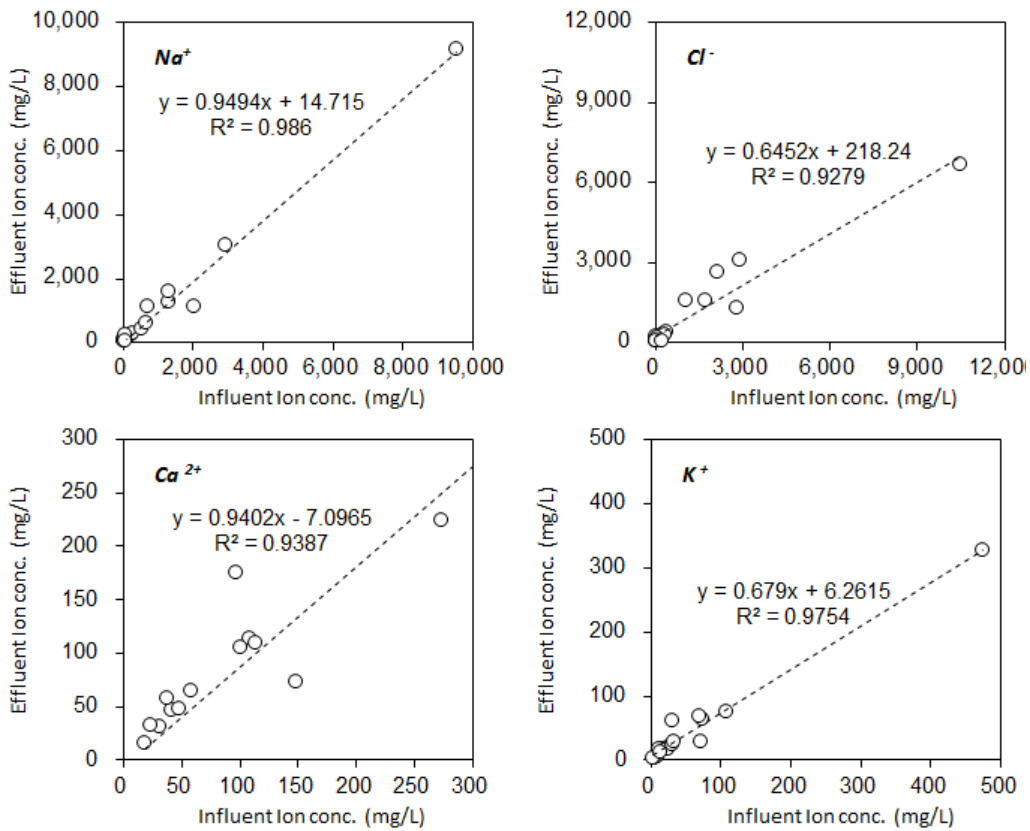 10,000
8,000
6,000
4,000
2,000
0
Effluent Ion conc. (mg/L)
Na+
y = 0.9494x + 14.715
R² = 0.986
0 2,000 4,000 6,000 8,000 10,000
Influent Ion conc. (mg/L)
12,000
9,000
6,000
3,000
0
Effluent Ion conc. (mg/L)
Cl -
y = 0.6452x + 218.24
R² = 0.9279
0 3,000 6,000 9,000 12,000
Influent Ion conc. (mg/L)
300
250
200
150
100
50
0
Effluent Ion conc. (mg/L)
Ca 2+
y = 0.9402x - 7.0965
R² = 0.9387
0 50 100 150 200 250 300
Influent Ion conc. (mg/L)
500
400
300
200
100
0
Effluent Ion conc. (mg/L)
K +
y = 0.679x + 6.2615
R² = 0.9754
0 100 200 300 400 500
Influent Ion conc. (mg/L)